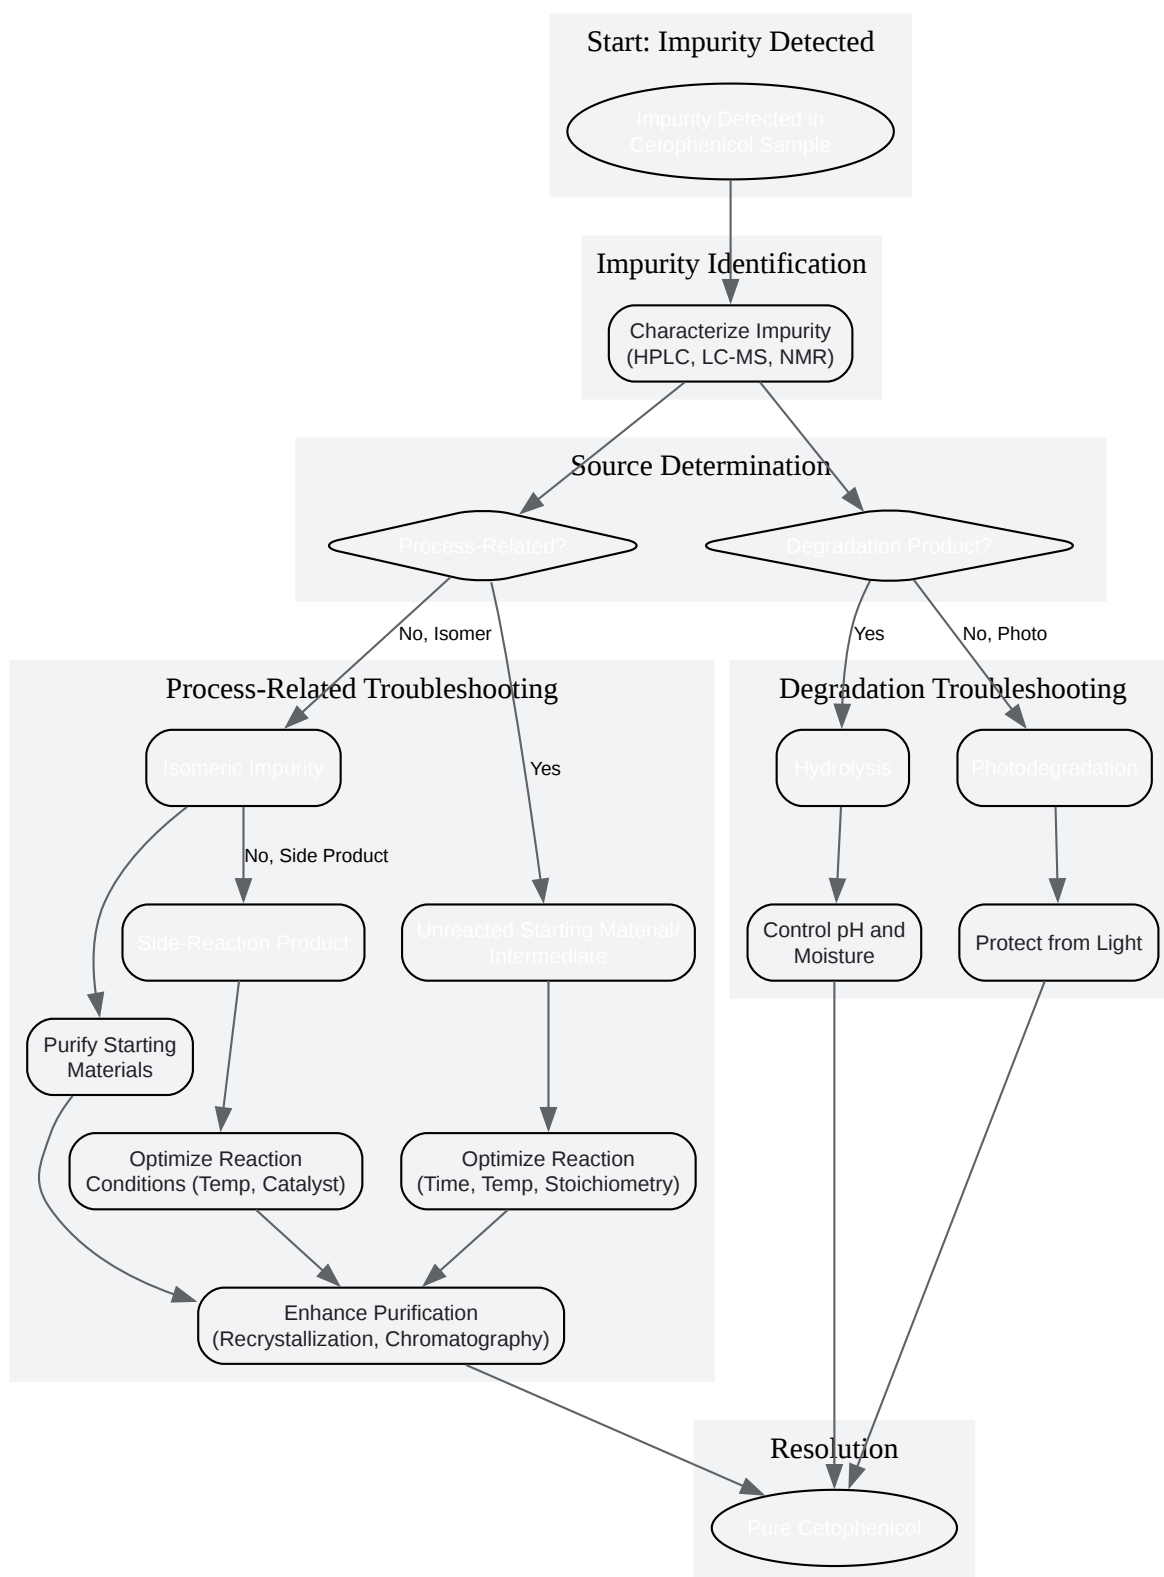 Start: Impurity Detected
Impurity Detected in
Cetophenicol Sample
Impurity Identification
Characterize Impurity
(HPLC, LC-MS, NMR)
Source Determination
Process-Related?
Degradation Product?
No, Isomer
Yes
No, Photo
Process-Related Troubleshooting
Degradation Troubleshooting
Isomeric Impurity
Yes
Hydrolysis
Photodegradation
No, Side Product
Side-Reaction Product
Unreacted Starting Material/
Intermediate
Control pH and
Moisture
Protect from Light
Purify Starting
Materials
Optimize Reaction
Conditions (Temp, Catalyst)
Optimize Reaction
(Time, Temp, Stoichiometry)
Enhance Purification
(Recrystallization, Chromatography)
Resolution
Pure Cetophenicol